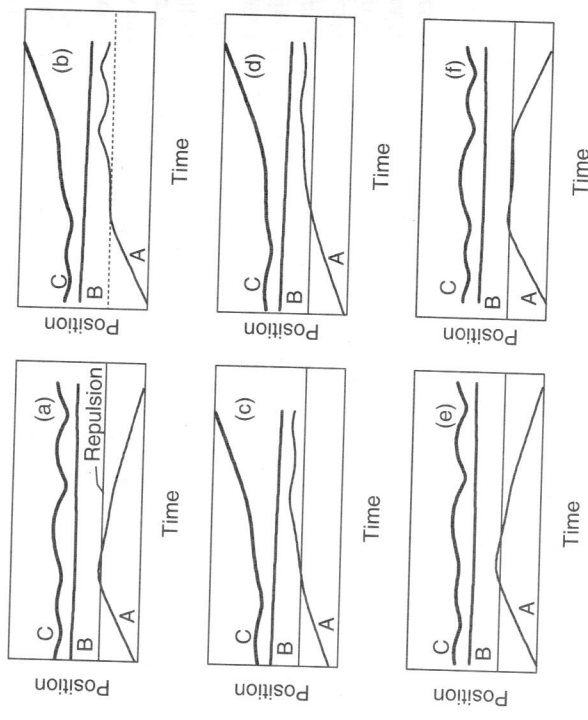 Position
C
B
A
Repulsion
(a)
Time
Position
C
B
A
(b)
Time
Position
C
B
A
(c)
Time
Position
C
B
A
(d)
Time
Position
C
B
A
(e)
Time
Position
C
B
A
(f)
Time